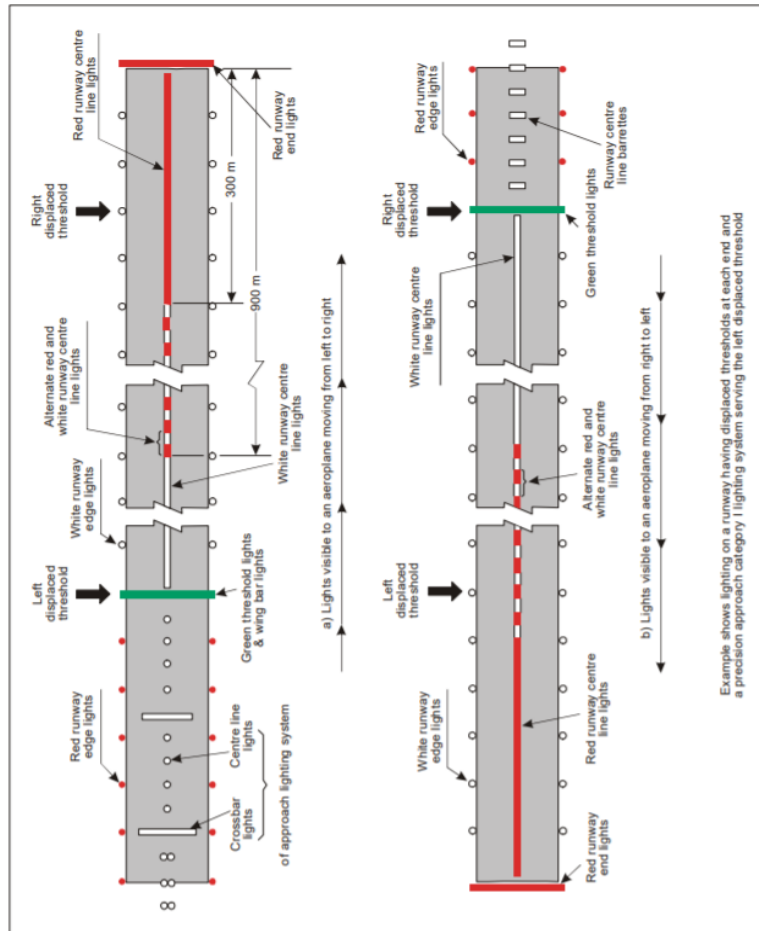 Left
displaced
threshold
Right
displaced
threshold
Red runway
edge lights
White runway
edge lights
Alternate red and
white runway centre
line lights
Red runway centre
line lights
Crossbar
lights
Centre line
lights
of approach lighting system
Green threshold lights
& wing bar lights
White runway centre
line lights
300 m
900 m
Red runway
end lights
a) Lights visible to an aeroplane moving from left to right
Left
displaced
threshold
Right
displaced
threshold
White runway
edge lights
White runway centre
line lights
Red runway
edge lights
Red runway
end lights
Red runway centre
line lights
Alternate red and
white runway centre
line lights
Green threshold lights
Runway centre
line barrettes
b) Lights visible to an aeroplane moving from right to left
Example shows lighting on a runway having displaced thresholds at each end and
a precision approach category I lighting system serving the left displaced threshold